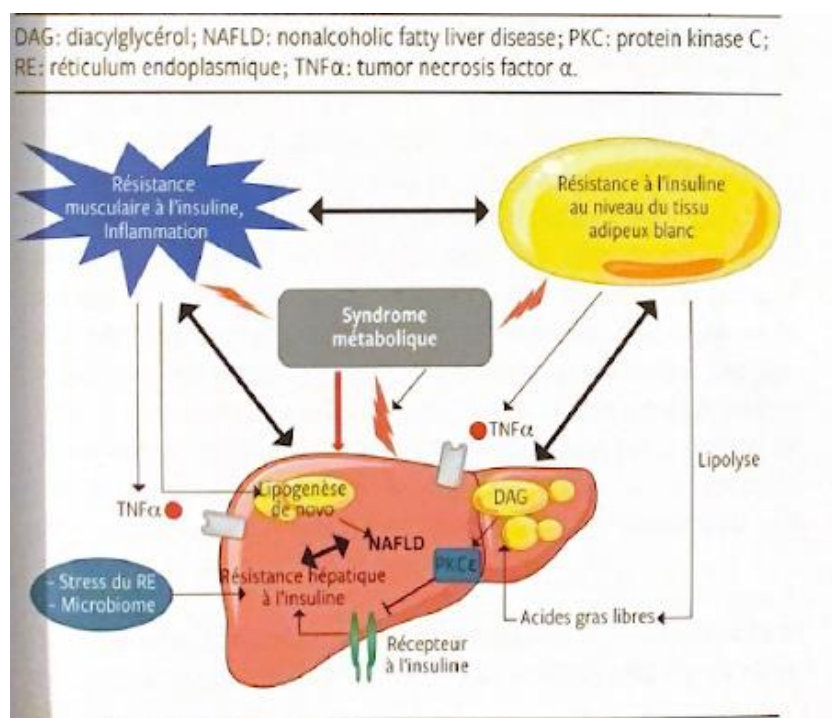 DAG: diacylglycérol; NAFLD: nonalcoholic fatty liver disease; PKC: protein kinase C;
RE: réticulum endoplasmique; TNFα: tumor necrosis factor α.
Résistance
musculaire à l'insuline,
Inflammation
Résistance à l'insuline
au niveau du tissu
adipeux blanc
Syndrome
métabolique
TNFα
Lipolyse
TNFα
Lipogenèse
de novo
DAG
NAFLD
PKCε
- Stress du RE
- Microbiome
Résistance hépatique
à l'insuline
Acides gras libres
Récepteur
à l'insuline